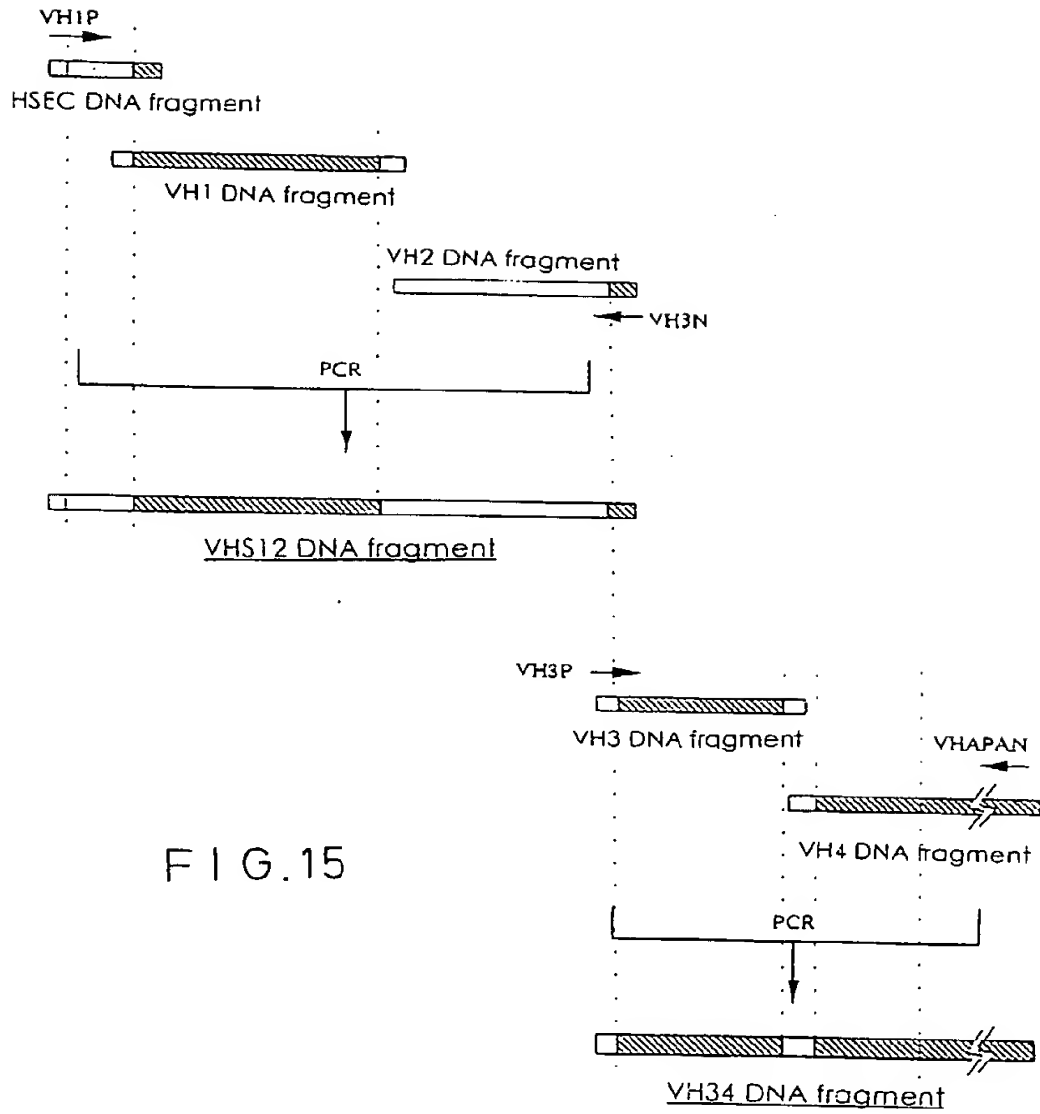 VH1P
HSEC DNA fragment
VH1 DNA fragment
VH2 DNA fragment
VH3N
PCR
VHS12 DNA fragment
VH3P
VH3 DNA fragment
VHAPAN
VH4 DNA fragment
FIG.15
PCR
VH34 DNA fragment